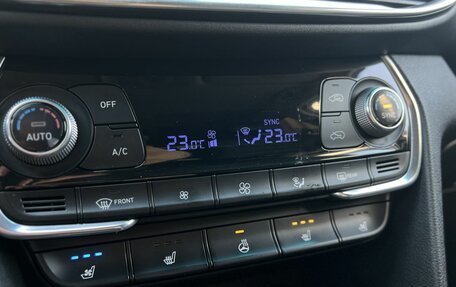 OFF
AUTO
A/C
SYNC
23.0°C
23.0°C
SYNC
FRONT
REAR